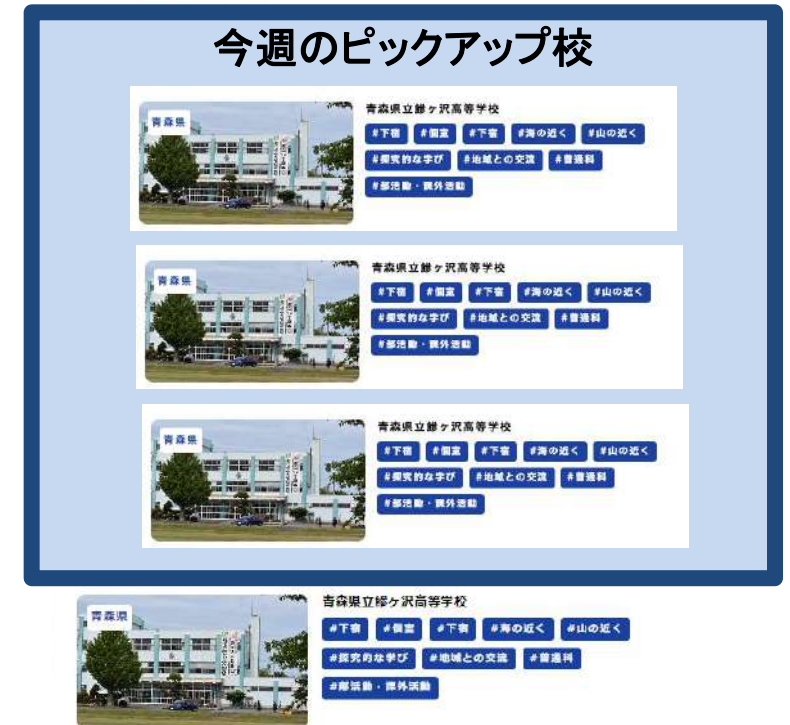 今週のピックアップ校
青森県
青森県立鰺ヶ沢高等学校
#下宿 #個室 #下宿 #海の近く #山の近く
#探究的な学び #地域との交流 #普通科
#部活動・課外活動
青森県
青森県立鰺ヶ沢高等学校
#下宿 #個室 #下宿 #海の近く #山の近く
#探究的な学び #地域との交流 #普通科
#部活動・課外活動
青森県
青森県立鰺ヶ沢高等学校
#下宿 #個室 #下宿 #海の近く #山の近く
#探究的な学び #地域との交流 #普通科
#部活動・課外活動
青森県
青森県立鰺ヶ沢高等学校
#下宿 #個室 #下宿 #海の近く #山の近く
#探究的な学び #地域との交流 #普通科
#部活動・課外活動